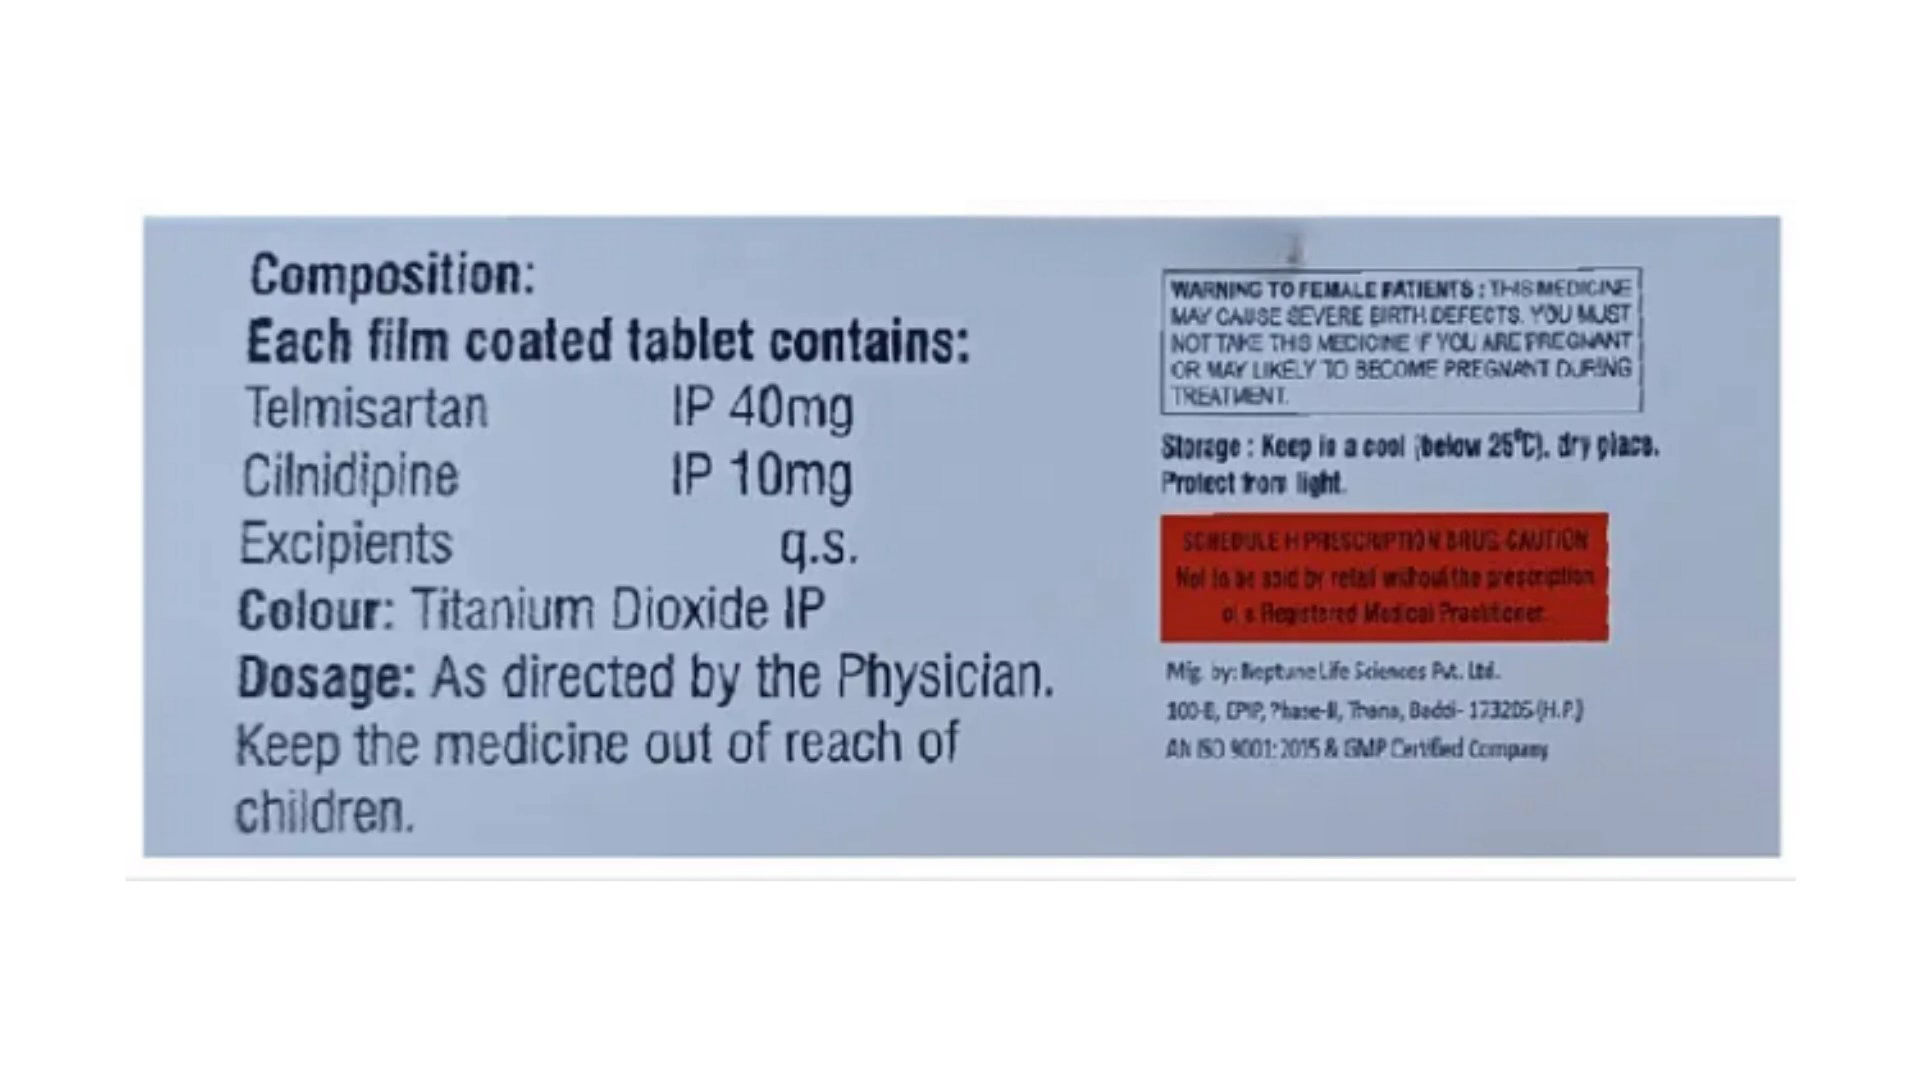 Composition:
Each film coated tablet contains:
Telmisartan IP 40mg
Cilnidipine IP 10mg
Excipients q.s.
Colour: Titanium Dioxide IP
Dosage: As directed by the Physician.
Keep the medicine out of reach of
children.
WARNING TO FEMALE PATIENTS : THIS MEDICINE
MAY CAUSE SEVERE BIRTH DEFECTS. YOU MUST
NOT TAKE THIS MEDICINE IF YOU ARE PREGNANT
OR MAY LIKELY TO BECOME PREGNANT DURING
TREATMENT.
Storage : Keep in a cool (below 25°C), dry place.
Protect from light.
SCHEDULE H PRESCRIPTION DRUG CAUTION
Not to be sold by retail without the prescription
of a Registered Medical Practitioner.
Mfg. by: Neptune Life Sciences Pvt. Ltd.
EPIP, Phase-II, Thana, Baddi- 173205 (H.P.)
AN ISO 9001:2015 & GMP Certified Company